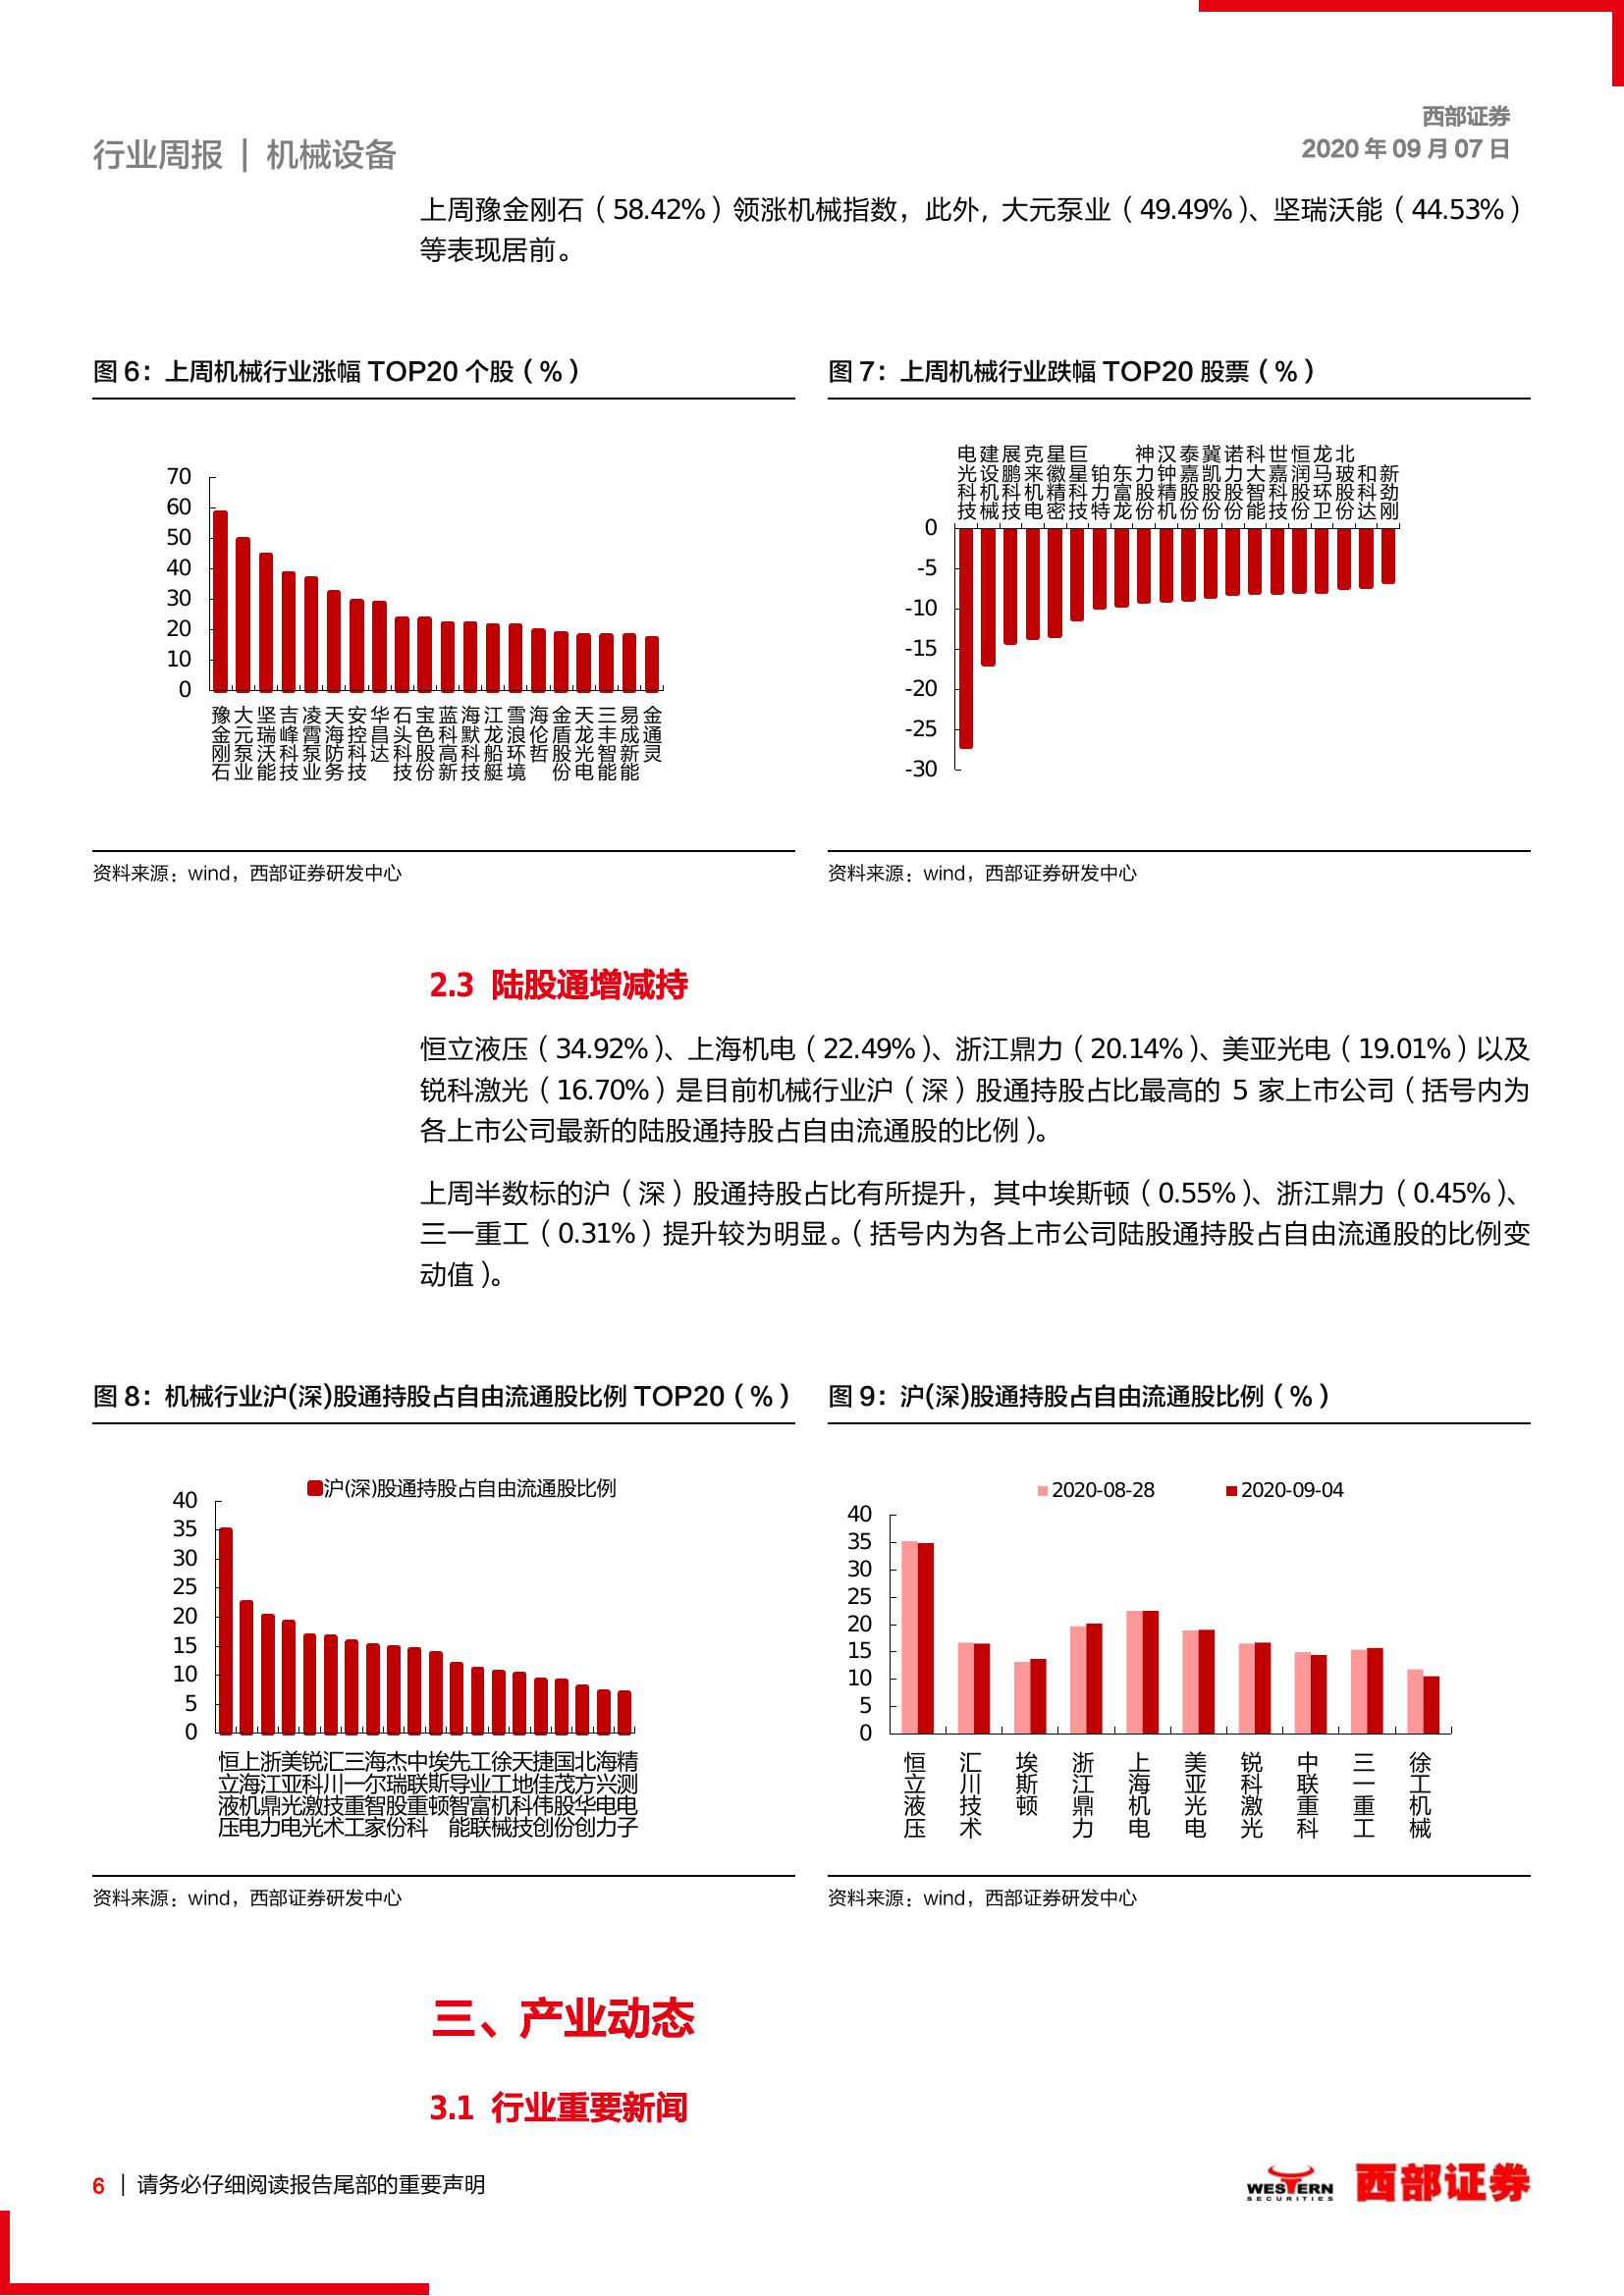 西部证券
行业周报 | 机械设备
2020 年 09 月 07 日
上周豫金刚石（58.42%）领涨机械指数，此外，大元泵业（49.49%）、坚瑞沃能（44.53%）
等表现居前。
图 6：上周机械行业涨幅 TOP20 个股（%）
70
60
50
40
30
20
10
0
豫金刚石
大元泵业
坚瑞沃能
吉峰科技
凌霄泵业
天海防务
安控科技
华昌达
石头科技
宝色股份
蓝科高新
海默科技
江龙船艇
雪浪环境
海伦哲
金盾股份
天龙光电
三丰智能
易成新能
金通灵
资料来源：wind，西部证券研发中心
图 7：上周机械行业跌幅 TOP20 股票（%）
电光科技
建设机械
展鹏科技
克来机电
星徽精密
巨星科技
铂力特
东富龙
神力股份
汉钟精机
泰嘉股份
冀凯股份
诺力股份
科大智能
世嘉科技
恒润股份
龙马环卫
北玻股份
和科达
新劲刚
0
-5
-10
-15
-20
-25
-30
资料来源：wind，西部证券研发中心
2.3 陆股通增减持
恒立液压（34.92%）、上海机电（22.49%）、浙江鼎力（20.14%）、美亚光电（19.01%）以及
锐科激光（16.70%）是目前机械行业沪（深）股通持股占比最高的 5 家上市公司（括号内为
各上市公司最新的陆股通持股占自由流通股的比例）。
上周半数标的沪（深）股通持股占比有所提升，其中埃斯顿（0.55%）、浙江鼎力（0.45%）、
三一重工（0.31%）提升较为明显。（括号内为各上市公司陆股通持股占自由流通股的比例变
动值）。
图 8：机械行业沪(深)股通持股占自由流通股比例 TOP20（%）
沪(深)股通持股占自由流通股比例
40
35
30
25
20
15
10
5
0
恒立液压
上海机电
浙江鼎力
美亚光电
锐科激光
汇川技术
三一重工
海尔智家
杰瑞股份
中联重科
埃斯顿
先导智能
工业富联
徐工机械
天地科技
捷佳伟创
国茂股份
北方华创
海兴电力
精测电子
资料来源：wind，西部证券研发中心
图 9：沪(深)股通持股占自由流通股比例（%）
2020-08-28
2020-09-04
40
35
30
25
20
15
10
5
0
恒立液压
汇川技术
埃斯顿
浙江鼎力
上海机电
美亚光电
锐科激光
中联重科
三一重工
徐工机械
资料来源：wind，西部证券研发中心
三、产业动态
3.1 行业重要新闻
6 | 请务必仔细阅读报告尾部的重要声明
WESTERN
SECURITIES
西部证券